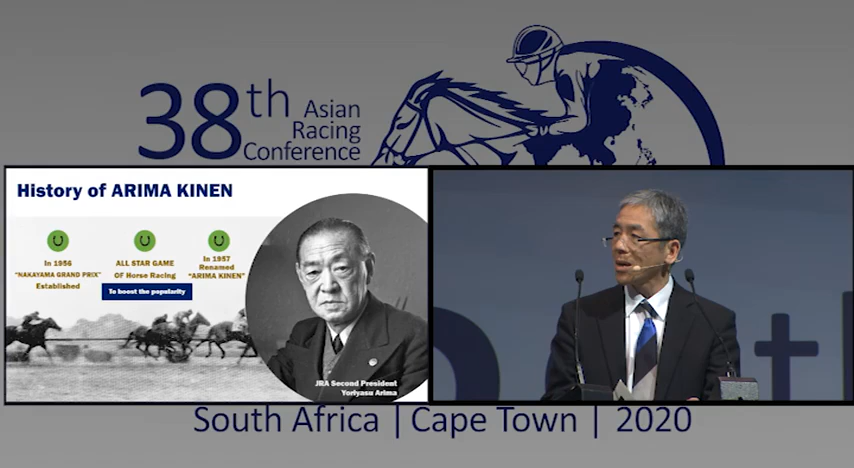 38th Asian
Racing
Conference
History of ARIMA KINEN
In 1956
"NAKAYAMA GRAND PRIX"
Established
ALL STAR GAME
OF Horse Racing
To boost the popularity
In 1957
Renamed
"ARIMA KINEN"
JRA Second President
Yoriyasu Arima
South Africa | Cape Town | 2020